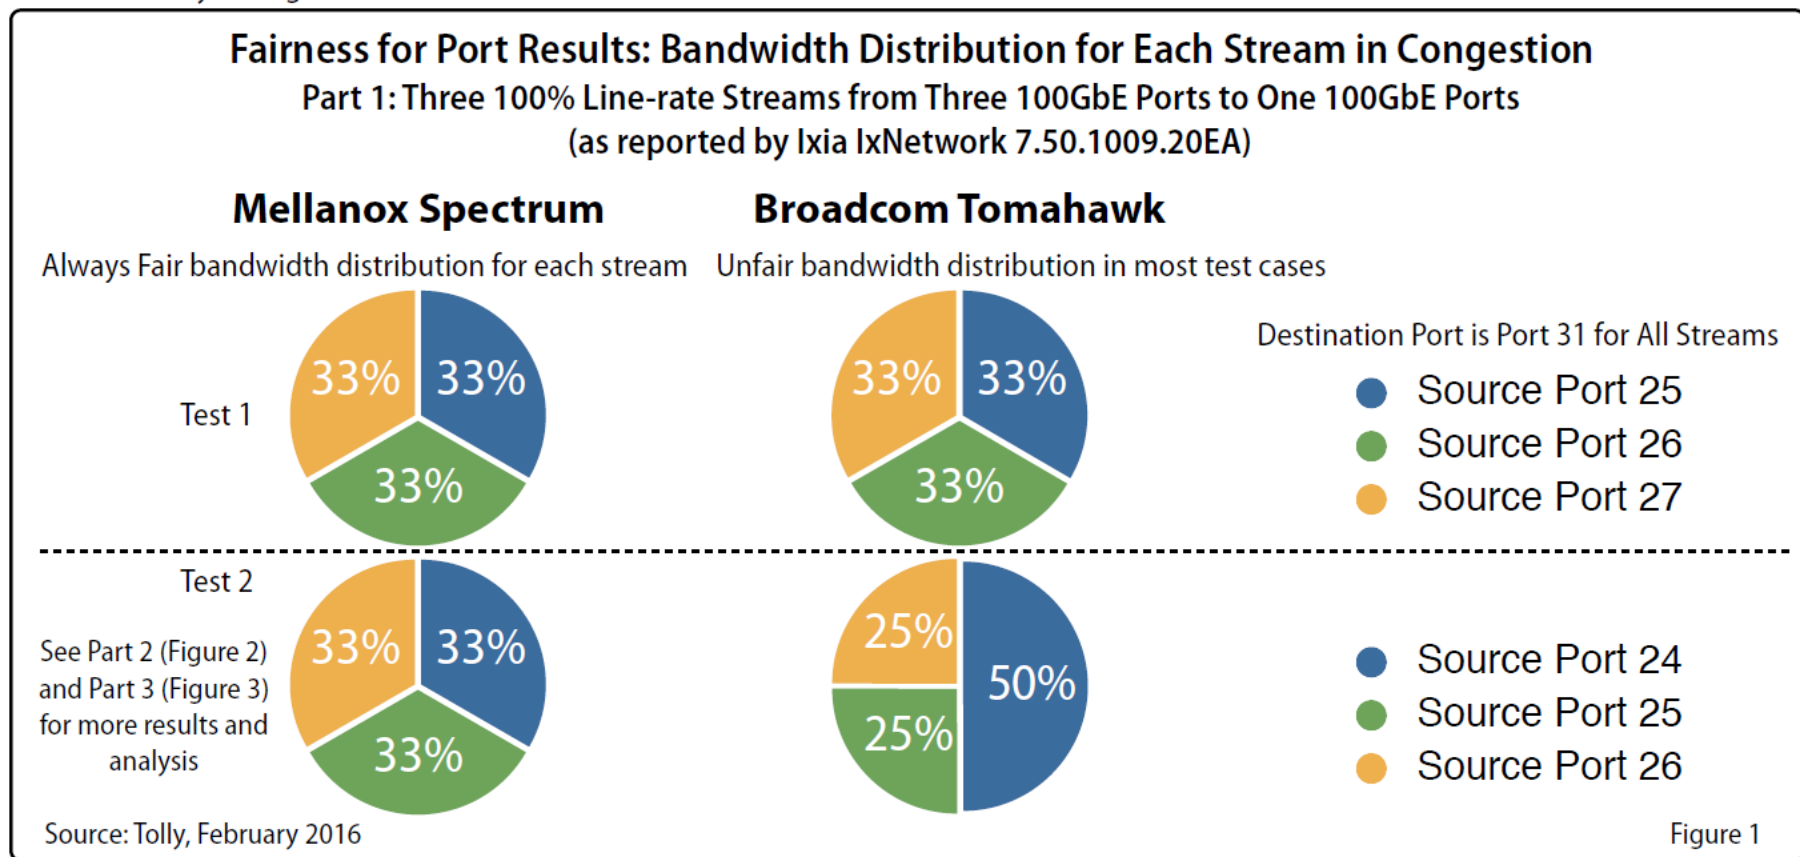 Fairness for Port Results: Bandwidth Distribution for Each Stream in Congestion
Part 1: Three 100% Line-rate Streams from Three 100GbE Ports to One 100GbE Ports
(as reported by Ixia IxNetwork 7.50.1009.20EA)
Mellanox Spectrum
Broadcom Tomahawk
Always Fair bandwidth distribution for each stream
Unfair bandwidth distribution in most test cases
Test 1
33%
33%
33%
33%
33%
33%
Destination Port is Port 31 for All Streams
Source Port 25
Source Port 26
Source Port 27
Test 2
See Part 2 (Figure 2)
and Part 3 (Figure 3)
for more results and
analysis
33%
33%
33%
25%
50%
25%
Source Port 24
Source Port 25
Source Port 26
Source: Tolly, February 2016
Figure 1